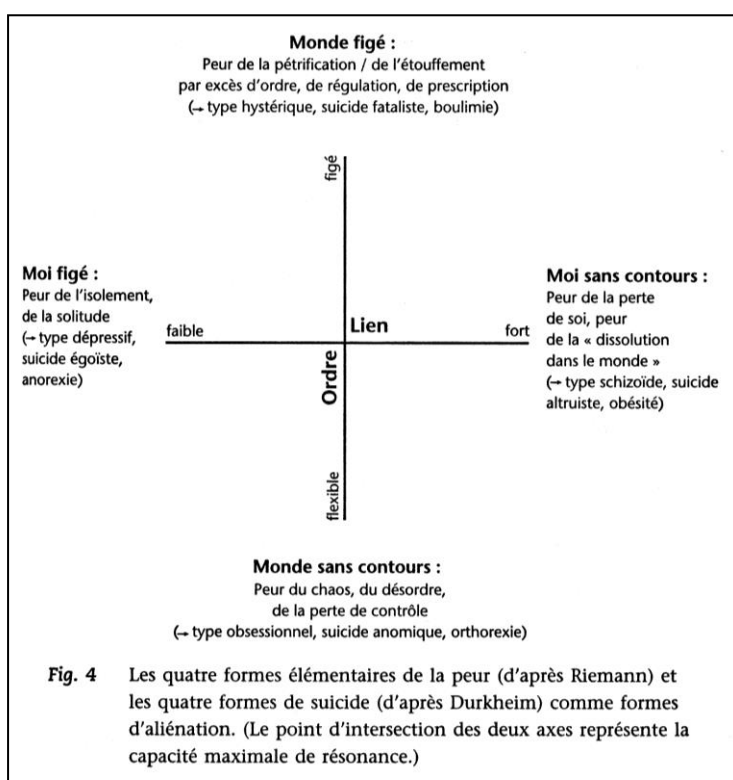 Monde figé :
Peur de la pétrification / de l'étouffement
par excès d'ordre, de régulation, de prescription
(→ type hystérique, suicide fataliste, boulimie)
figé
Moi figé :
Peur de l'isolement,
de la solitude
(→ type dépressif,
suicide égoïste,
anorexie)
faible
Lien
fort
Moi sans contours :
Peur de la perte
de soi, peur
de la « dissolution
dans le monde »
(→ type schizoïde, suicide
altruiste, obésité)
Ordre
flexible
Monde sans contours :
Peur du chaos, du désordre,
de la perte de contrôle
(→ type obsessionnel, suicide anomique, orthorexie)
Fig. 4 Les quatre formes élémentaires de la peur (d'après Riemann) et
les quatre formes de suicide (d'après Durkheim) comme formes
d'aliénation. (Le point d'intersection des deux axes représente la
capacité maximale de résonance.)